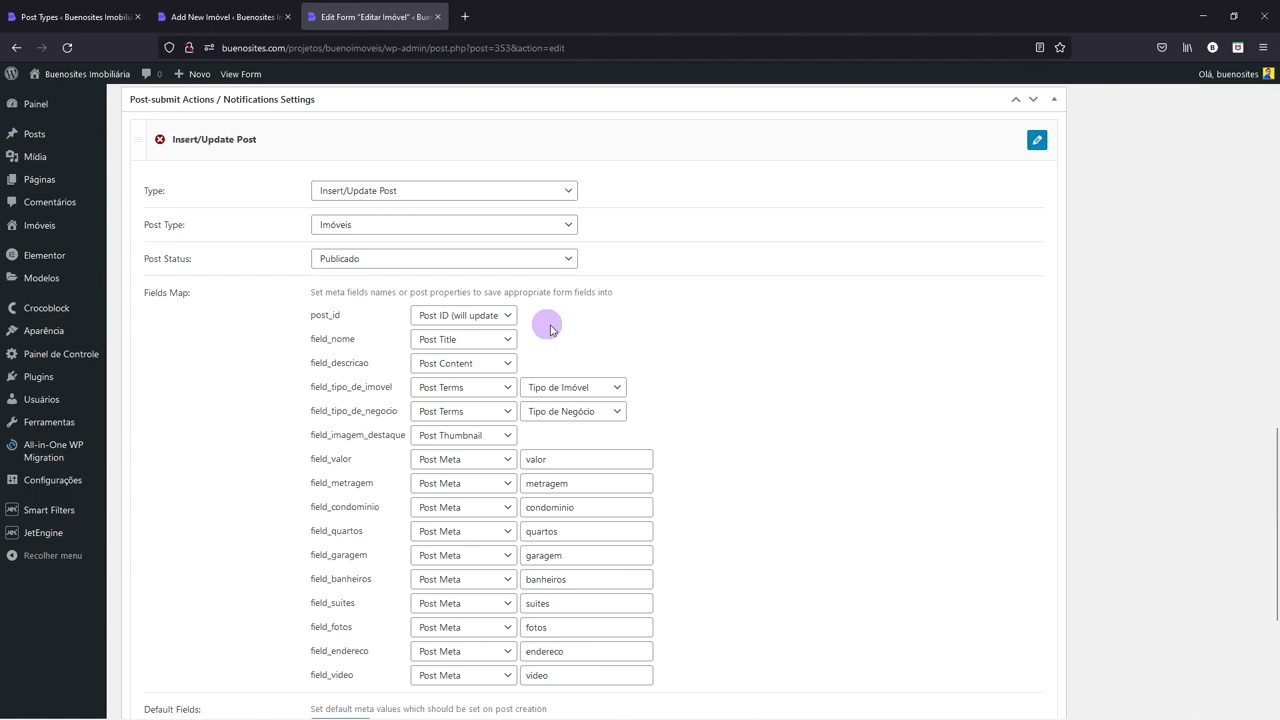 Post Types ‹ Buenosites Imobiliá
Add New Imóvel ‹ Buenosites In
Edit Form "Editar Imóvel" ‹ Bue
buenosites.com/projetos/buenoimoveis/wp-admin/post.php?post=353&action=edit
Buenosites Imobiliária
0
Novo
View Form
Olá, buenosites
Painel
Posts
Mídia
Páginas
Comentários
Imóveis
Elementor
Modelos
Crocoblock
Aparência
Painel de Controle
Plugins
Usuários
Ferramentas
All-in-One WP
Migration
Configurações
Smart Filters
JetEngine
Recolher menu
Post-submit Actions / Notifications Settings
Insert/Update Post
Type:
Insert/Update Post
Post Type:
Imóveis
Post Status:
Publicado
Fields Map:
Set meta fields names or post properties to save appropriate form fields into
post_id Post ID (will update
field_nome Post Title
field_descricao Post Content
field_tipo_de_imovel Post Terms Tipo de Imóvel
field_tipo_de_negocio Post Terms Tipo de Negócio
field_imagem_destaque Post Thumbnail
field_valor Post Meta valor
field_metragem Post Meta metragem
field_condominio Post Meta condominio
field_quartos Post Meta quartos
field_garagem Post Meta garagem
field_banheiros Post Meta banheiros
field_suites Post Meta suites
field_fotos Post Meta fotos
field_endereco Post Meta endereco
field_video Post Meta video
Default Fields:
Set default meta values which should be set on post creation